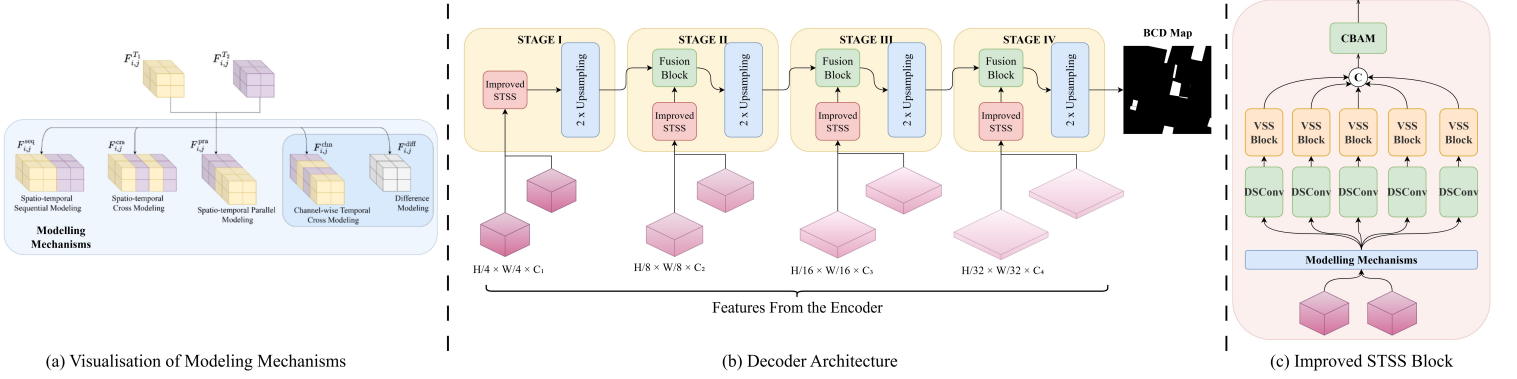 F_{i,j}^{T_1}
F_{i,j}^{T_2}
F_{i,j}^{seq}
F_{i,j}^{cra}
F_{i,j}^{pra}
F_{i,j}^{chn}
F_{i,j}^{diff}
Spatio-temporal
Sequential Modeling
Spatio-temporal
Cross Modeling
Spatio-temporal Parallel
Modeling
Channel-wise Temporal
Cross Modeling
Difference
Modeling
Modelling
Mechanisms
(a) Visualisation of Modeling Mechanisms
STAGE I
Improved
STSS
2 x Upsampling
STAGE II
Fusion
Block
Improved
STSS
2 x Upsampling
STAGE III
Fusion
Block
Improved
STSS
2 x Upsampling
STAGE IV
Fusion
Block
Improved
STSS
2 x Upsampling
BCD Map
H/4 × W/4 × C₁
H/8 × W/8 × C₂
H/16 × W/16 × C₃
H/32 × W/32 × C₄
Features From the Encoder
(b) Decoder Architecture
CBAM
C
VSS
Block
VSS
Block
VSS
Block
VSS
Block
VSS
Block
DSConv
DSConv
DSConv
DSConv
DSConv
Modelling Mechanisms
(c) Improved STSS Block